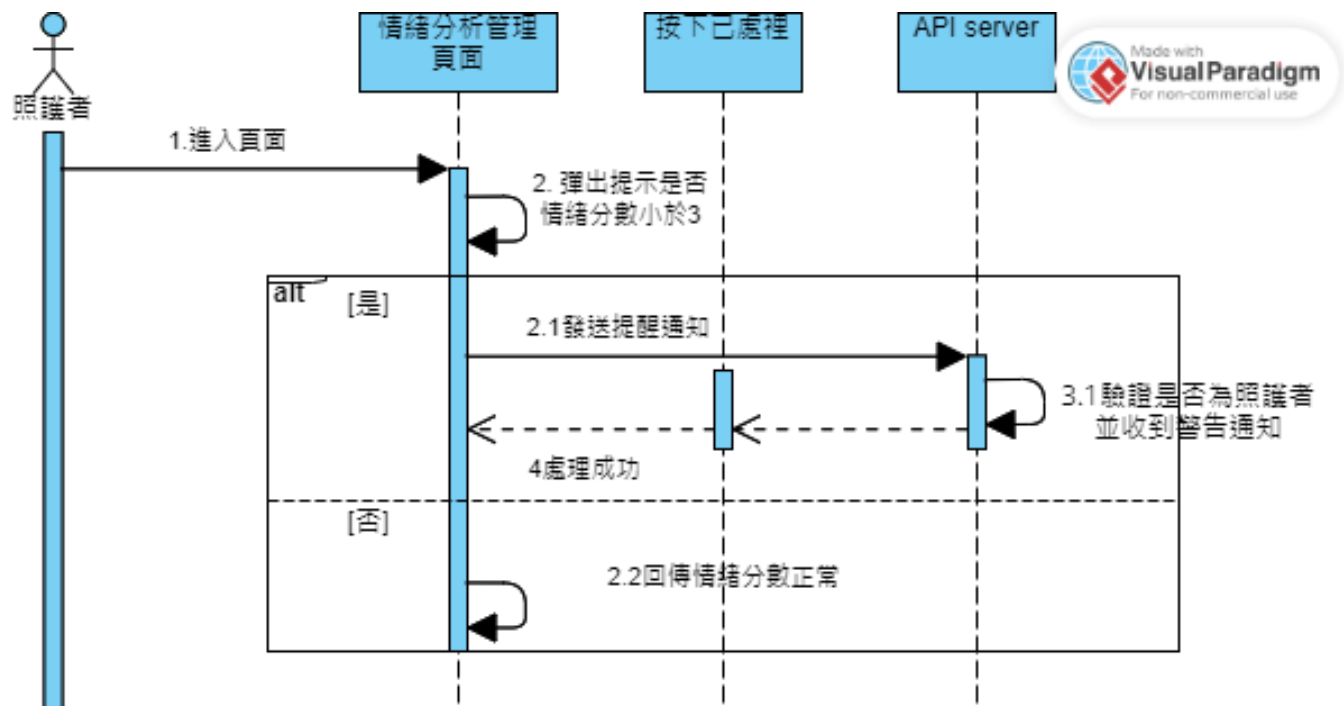 情緒分析管理
頁面
按下已處裡
API server
Made with
Visual Paradigm
For non-commercial use
照護者
1.進入頁面
2. 彈出提示是否
情緒分數小於3
alt
[是]
2.1發送提醒通知
3.1驗證是否為照護者
並收到警告通知
4處理成功
[否]
2.2回傳情緒分數正常